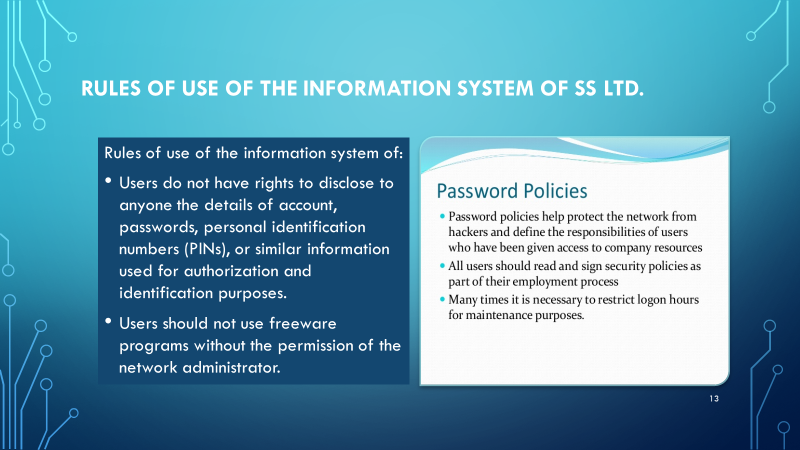 RULES OF USE OF THE INFORMATION SYSTEM OF SS LTD.
Rules of use of the information system of:
• Users do not have rights to disclose to
anyone the details of account,
passwords, personal identification
numbers (PINs), or similar information
used for authorization and
identification purposes.
• Users should not use freeware
programs without the permission of the
network administrator.
Password Policies
• Password policies help protect the network from
hackers and define the responsibilities of users
who have been given access to company resources
• All users should read and sign security policies as
part of their employment process
• Many times it is necessary to restrict logon hours
for maintenance purposes.
13